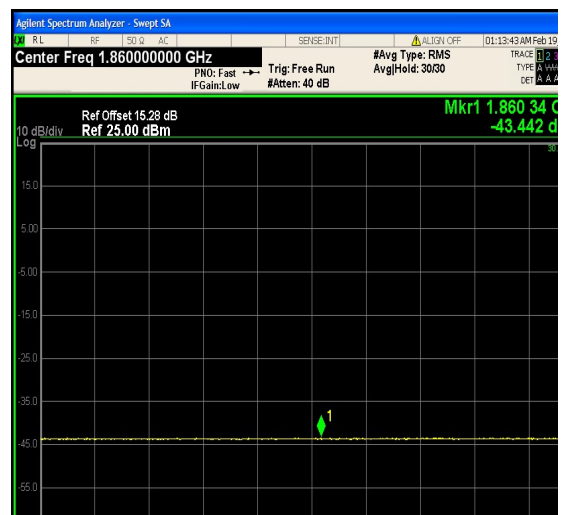 Agilent Spectrum Analyzer - Swept SA
RL RF 50 Ω AC SENSE:INT ALIGN OFF 01:13:43 AM Feb 19
Center Freq 1.860000000 GHz
PNO: Fast
IFGain:Low
Trig: Free Run
#Atten: 40 dB
#Avg Type: RMS
Avg|Hold: 30/30
TRACE 1 2 3
TYPE A
DET A A A
Mkr1 1.860 34
-43.442 d
Ref Offset 15.28 dB
10 dB/div Ref 25.00 dBm
Log
15.0
5.00
-5.00
-15.0
-25.0
-35.0
1
-45.0
-55.0